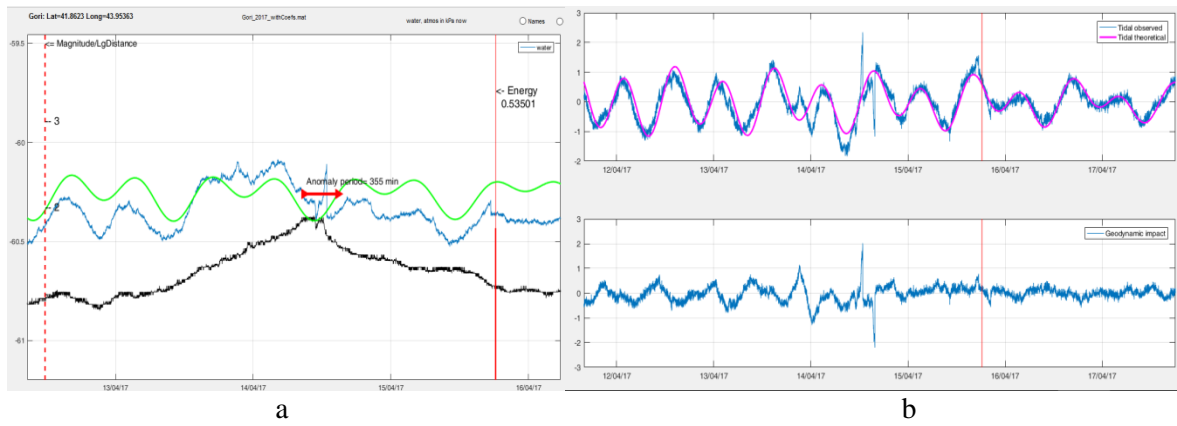 Gori: Lat=41.8623 Long=43.95363
Gori_2017_withCoefs.mat
water, atmos in kPas now
Names
-59.5
<= Magnitude/LgDistance
water
<- Energy
0.53501
3
-60
Anomaly period= 355 min
2
-60.5
-61
13/04/17 14/04/17 15/04/17 16/04/17
a
3
Tidal observed
Tidal theoretical
2
1
0
-1
-2
12/04/17 13/04/17 14/04/17 15/04/17 16/04/17 17/04/17
3
Geodynamic impact
2
1
0
-1
-2
-3
12/04/17 13/04/17 14/04/17 15/04/17 16/04/17 17/04/17
b